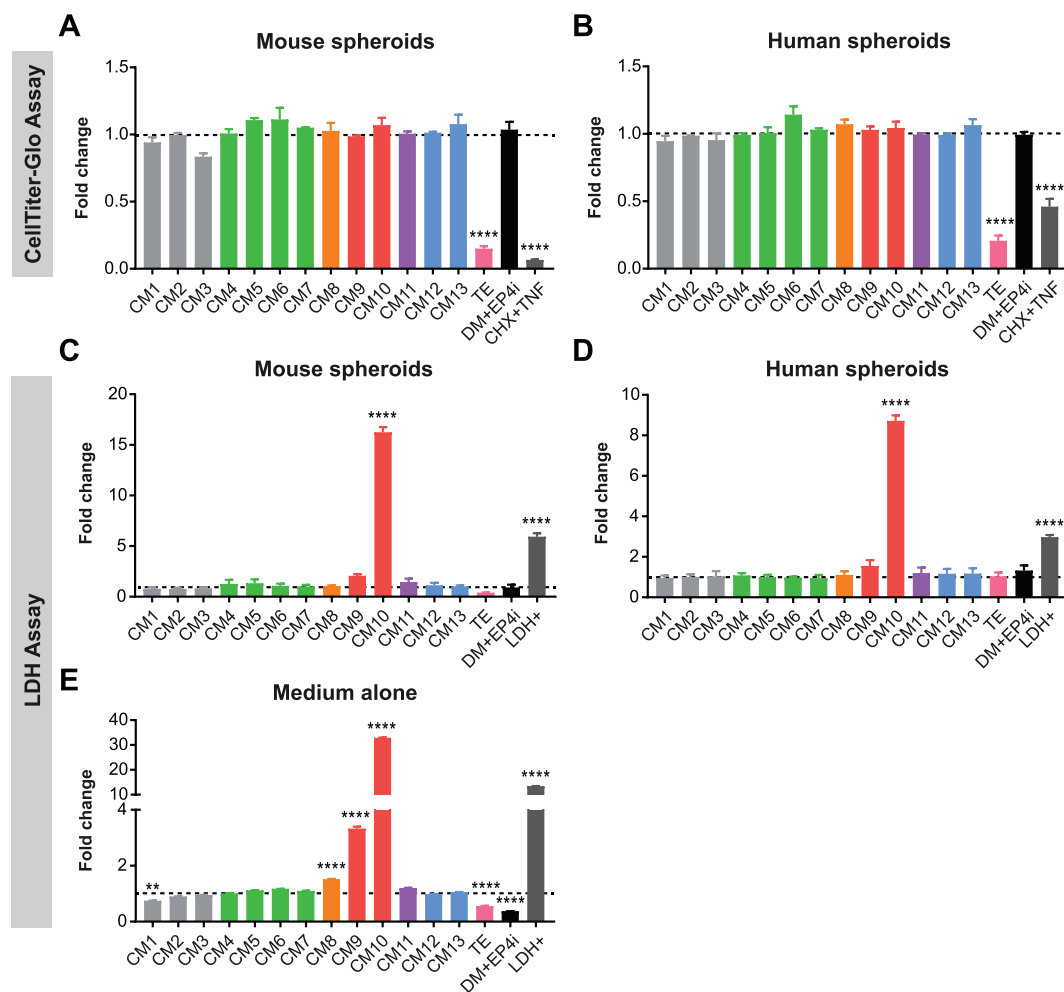 A
Mouse spheroids
CellTiter-Glo Assay
Fold change
1.5
1.0
0.5
0.0
****
****
CM1
CM2
CM3
CM4
CM5
CM6
CM7
CM8
CM9
CM10
CM11
CM12
CM13
TE
DM+EP4i
CHX+TNF
B
Human spheroids
Fold change
1.5
1.0
0.5
0.0
****
****
CM1
CM2
CM3
CM4
CM5
CM6
CM7
CM8
CM9
CM10
CM11
CM12
CM13
TE
DM+EP4i
CHX+TNF
C
Mouse spheroids
LDH Assay
Fold change
20
15
10
5
0
****
****
CM1
CM2
CM3
CM4
CM5
CM6
CM7
CM8
CM9
CM10
CM11
CM12
CM13
TE
DM+EP4i
LDH+
D
Human spheroids
Fold change
10
8
6
4
2
0
****
****
CM1
CM2
CM3
CM4
CM5
CM6
CM7
CM8
CM9
CM10
CM11
CM12
CM13
TE
DM+EP4i
LDH+
E
Medium alone
Fold change
40
30
20
10
4
2
0
**
****
****
****
****
****
****
CM1
CM2
CM3
CM4
CM5
CM6
CM7
CM8
CM9
CM10
CM11
CM12
CM13
TE
DM+EP4i
LDH+